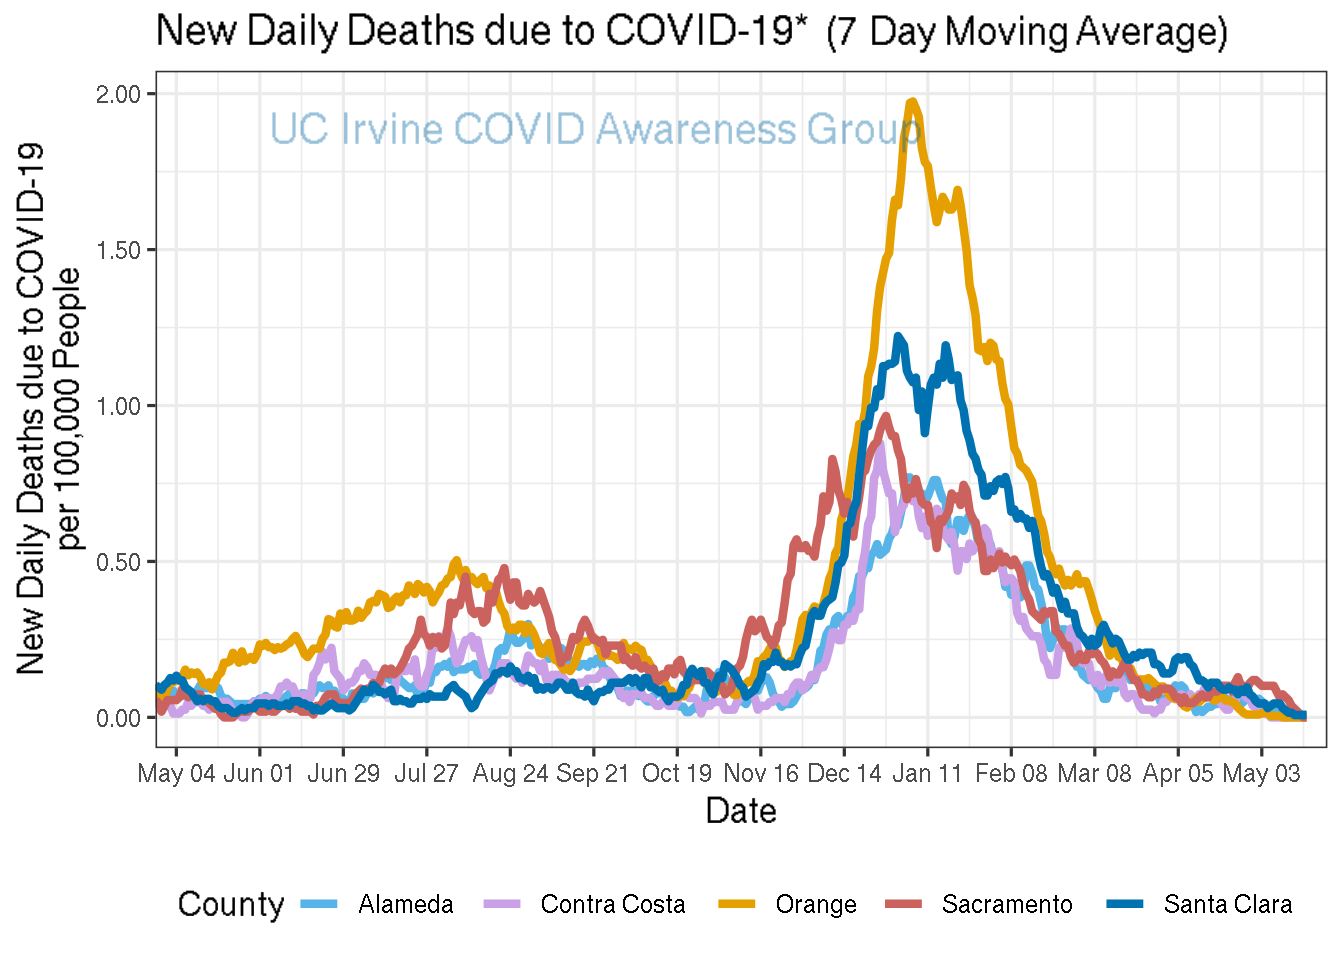 New Daily Deaths due to COVID-19* (7 Day Moving Average)
UC Irvine COVID Awareness Group
New Daily Deaths due to COVID-19
per 100,000 People
2.00
1.50
1.00
0.50
0.00
May 04 Jun 01 Jun 29 Jul 27 Aug 24 Sep 21 Oct 19 Nov 16 Dec 14 Jan 11 Feb 08 Mar 08 Apr 05 May 03
Date
County Alameda Contra Costa Orange Sacramento Santa Clara